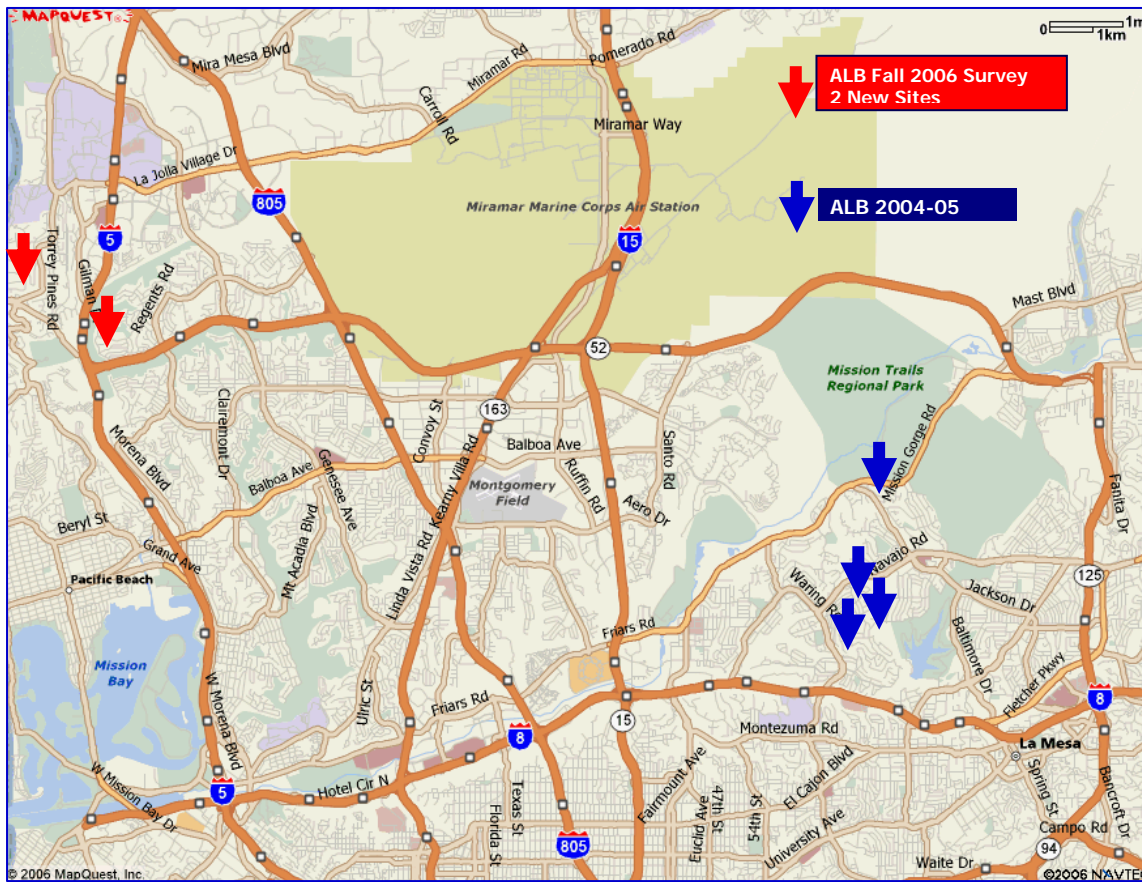 MAPQUEST
0 1m
1km
Pomerado Rd
Mira Mesa Blvd
Miramar Rd
Carroll Rd
ALB Fall 2006 Survey
2 New Sites
Miramar Way
La Jolla Village Dr
805
Miramar Marine Corps Air Station
ALB 2004-05
5
15
Torrey Pines Rd
Gilman
Regents Rd
Mast Blvd
52
Mission Trails
Regional Park
163
Clairemont Dr
Convoy St
Morena Blvd
Genesee Ave
Balboa Ave
Balboa Ave
Kearny Villa Rd
Ruffin Rd
Santo Rd
Mission Gorge Rd
Montgomery
Field
Aero Dr
Fanita Dr
Beryl St
Grand Ave
Mt Acadia Blvd
Linda Vista Rd
Navajo Rd
Pacific Beach
Waring Rd
125
Jackson Dr
Baltimore Dr
Friars Rd
Mission
Bay
Fletcher Pkwy
W Morena Blvd
Ulric St
Friars Rd
8
15
8
Montezuma Rd
La Mesa
W Mission Bay Dr
Hotel Cir N
5
Texas St
Florida St
Fairmount Ave
Euclid Ave
47th St
54th St
El Cajon Blvd
University Ave
Spring St
Bancroft Dr
Campo Rd
805
94
Waite Dr
© 2006 MapQuest, Inc.
©2006 NAVTE